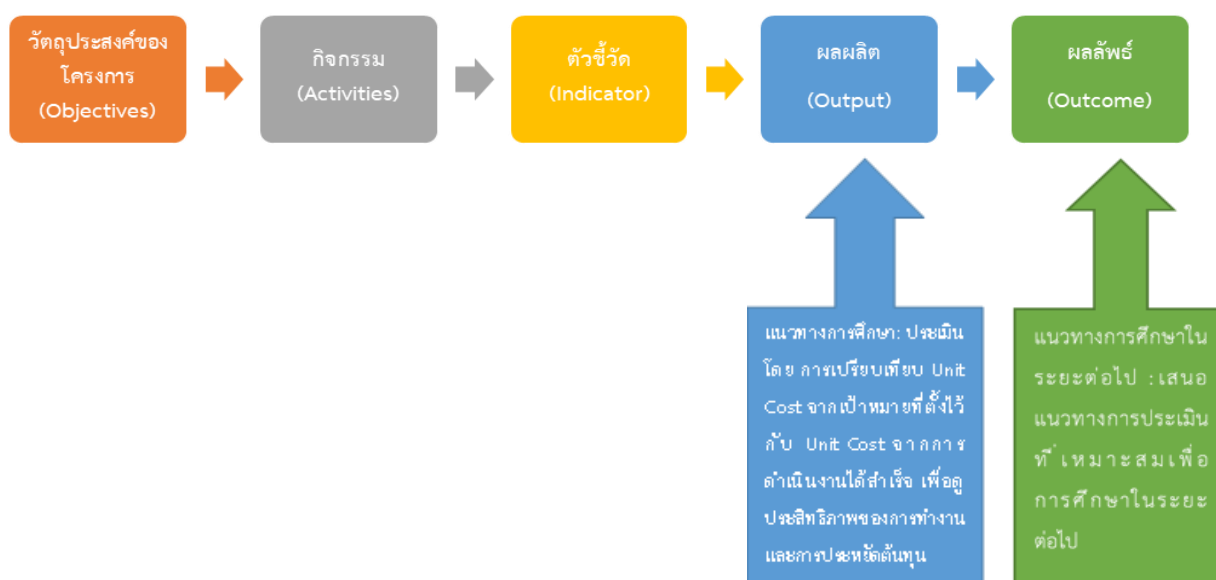 วัตถุประสงค์ของ
โครงการ
(Objectives)
กิจกรรม
(Activities)
ตัวชี้วัด
(Indicator)
ผลผลิต
(Output)
ผลลัพธ์
(Outcome)
แนวทางการศึกษา: ประเมิน
โดย การเปรียบเทียบ Unit
Cost จากเป้าหมายที่ตั้งไว้
กับ Unit Cost จากการ
ดำเนินงานได้สำเร็จ เพื่อดู
ประสิทธิภาพของการทำงาน
และการประหยัดต้นทุน
แนวทางการศึกษาใน
ระยะต่อไป :เสนอ
แนวทางการประเมิน
ที่เหมาะสมเพื่อ
การศึกษาในระยะ
ต่อไป